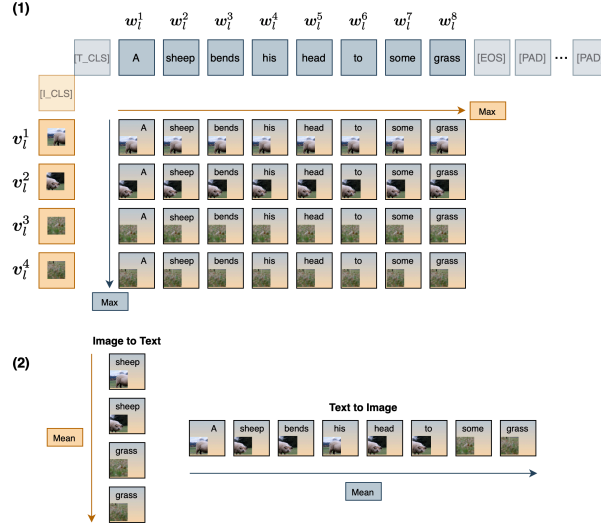 (1)
w_l^1 w_l^2 w_l^3 w_l^4 w_l^5 w_l^6 w_l^7 w_l^8
[T_CLS] A sheep bends his head to some grass [EOS] [PAD] ••• [PAD]
[I_CLS]
Max
v_l^1 A sheep bends his head to some grass
v_l^2 A sheep bends his head to some grass
v_l^3 A sheep bends his head to some grass
v_l^4 A sheep bends his head to some grass
Max
Image to Text
(2)
sheep
sheep
grass
grass
Mean
Text to Image
A sheep bends his head to some grass
Mean